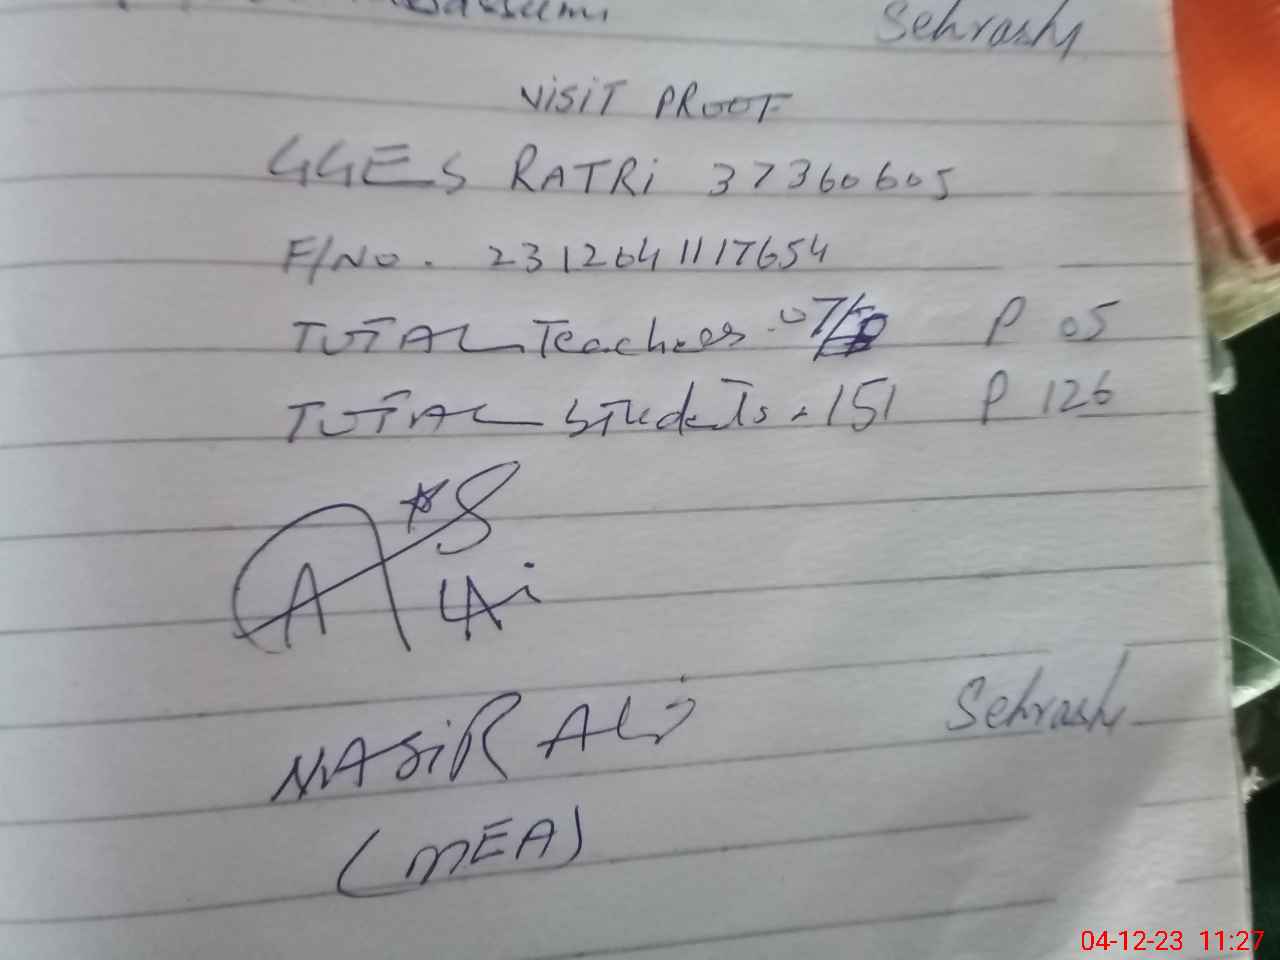 Sehrash
VISIT PROOF
GGES RATRI 37360605
F/No. 2312041117654
TOTAL Teachers .07/ P 05
TOTAL Students . 151 P 126
NASIR ALI
Sehrash
(MEA)
04-12-23 11:27